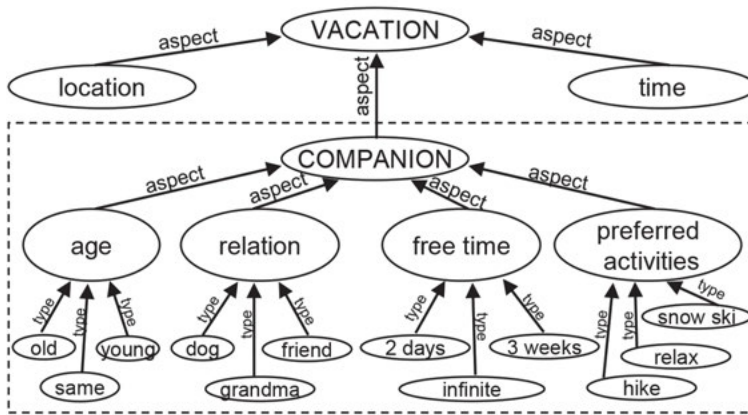 VACATION
aspect
aspect
location
aspect
time
COMPANION
aspect
aspect
aspect
aspect
age
relation
free time
preferred
activities
type
type
type
type
type
type
type
type
type
type
type
type
old
young
dog
friend
2 days
3 weeks
snow ski
same
grandma
infinite
relax
hike